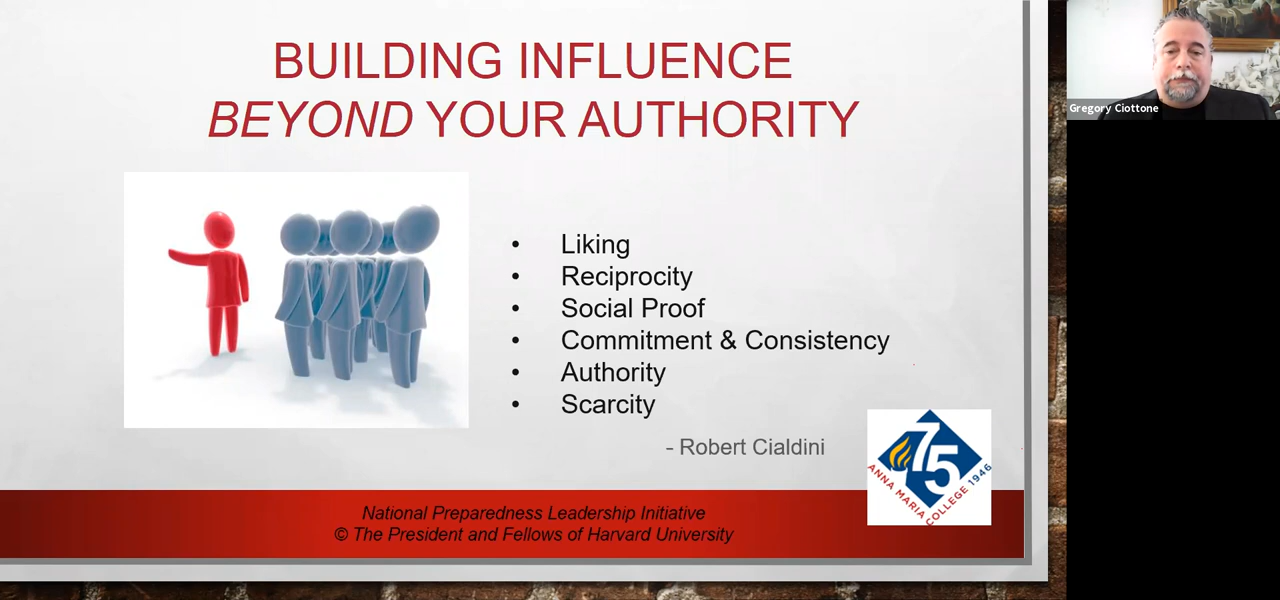 BUILDING INFLUENCE
BEYOND YOUR AUTHORITY
• Liking
• Reciprocity
• Social Proof
• Commitment & Consistency
• Authority
• Scarcity
- Robert Cialdini
75
ANNA MARIA COLLEGE 1946
National Preparedness Leadership Initiative
© The President and Fellows of Harvard University
Gregory Ciottone